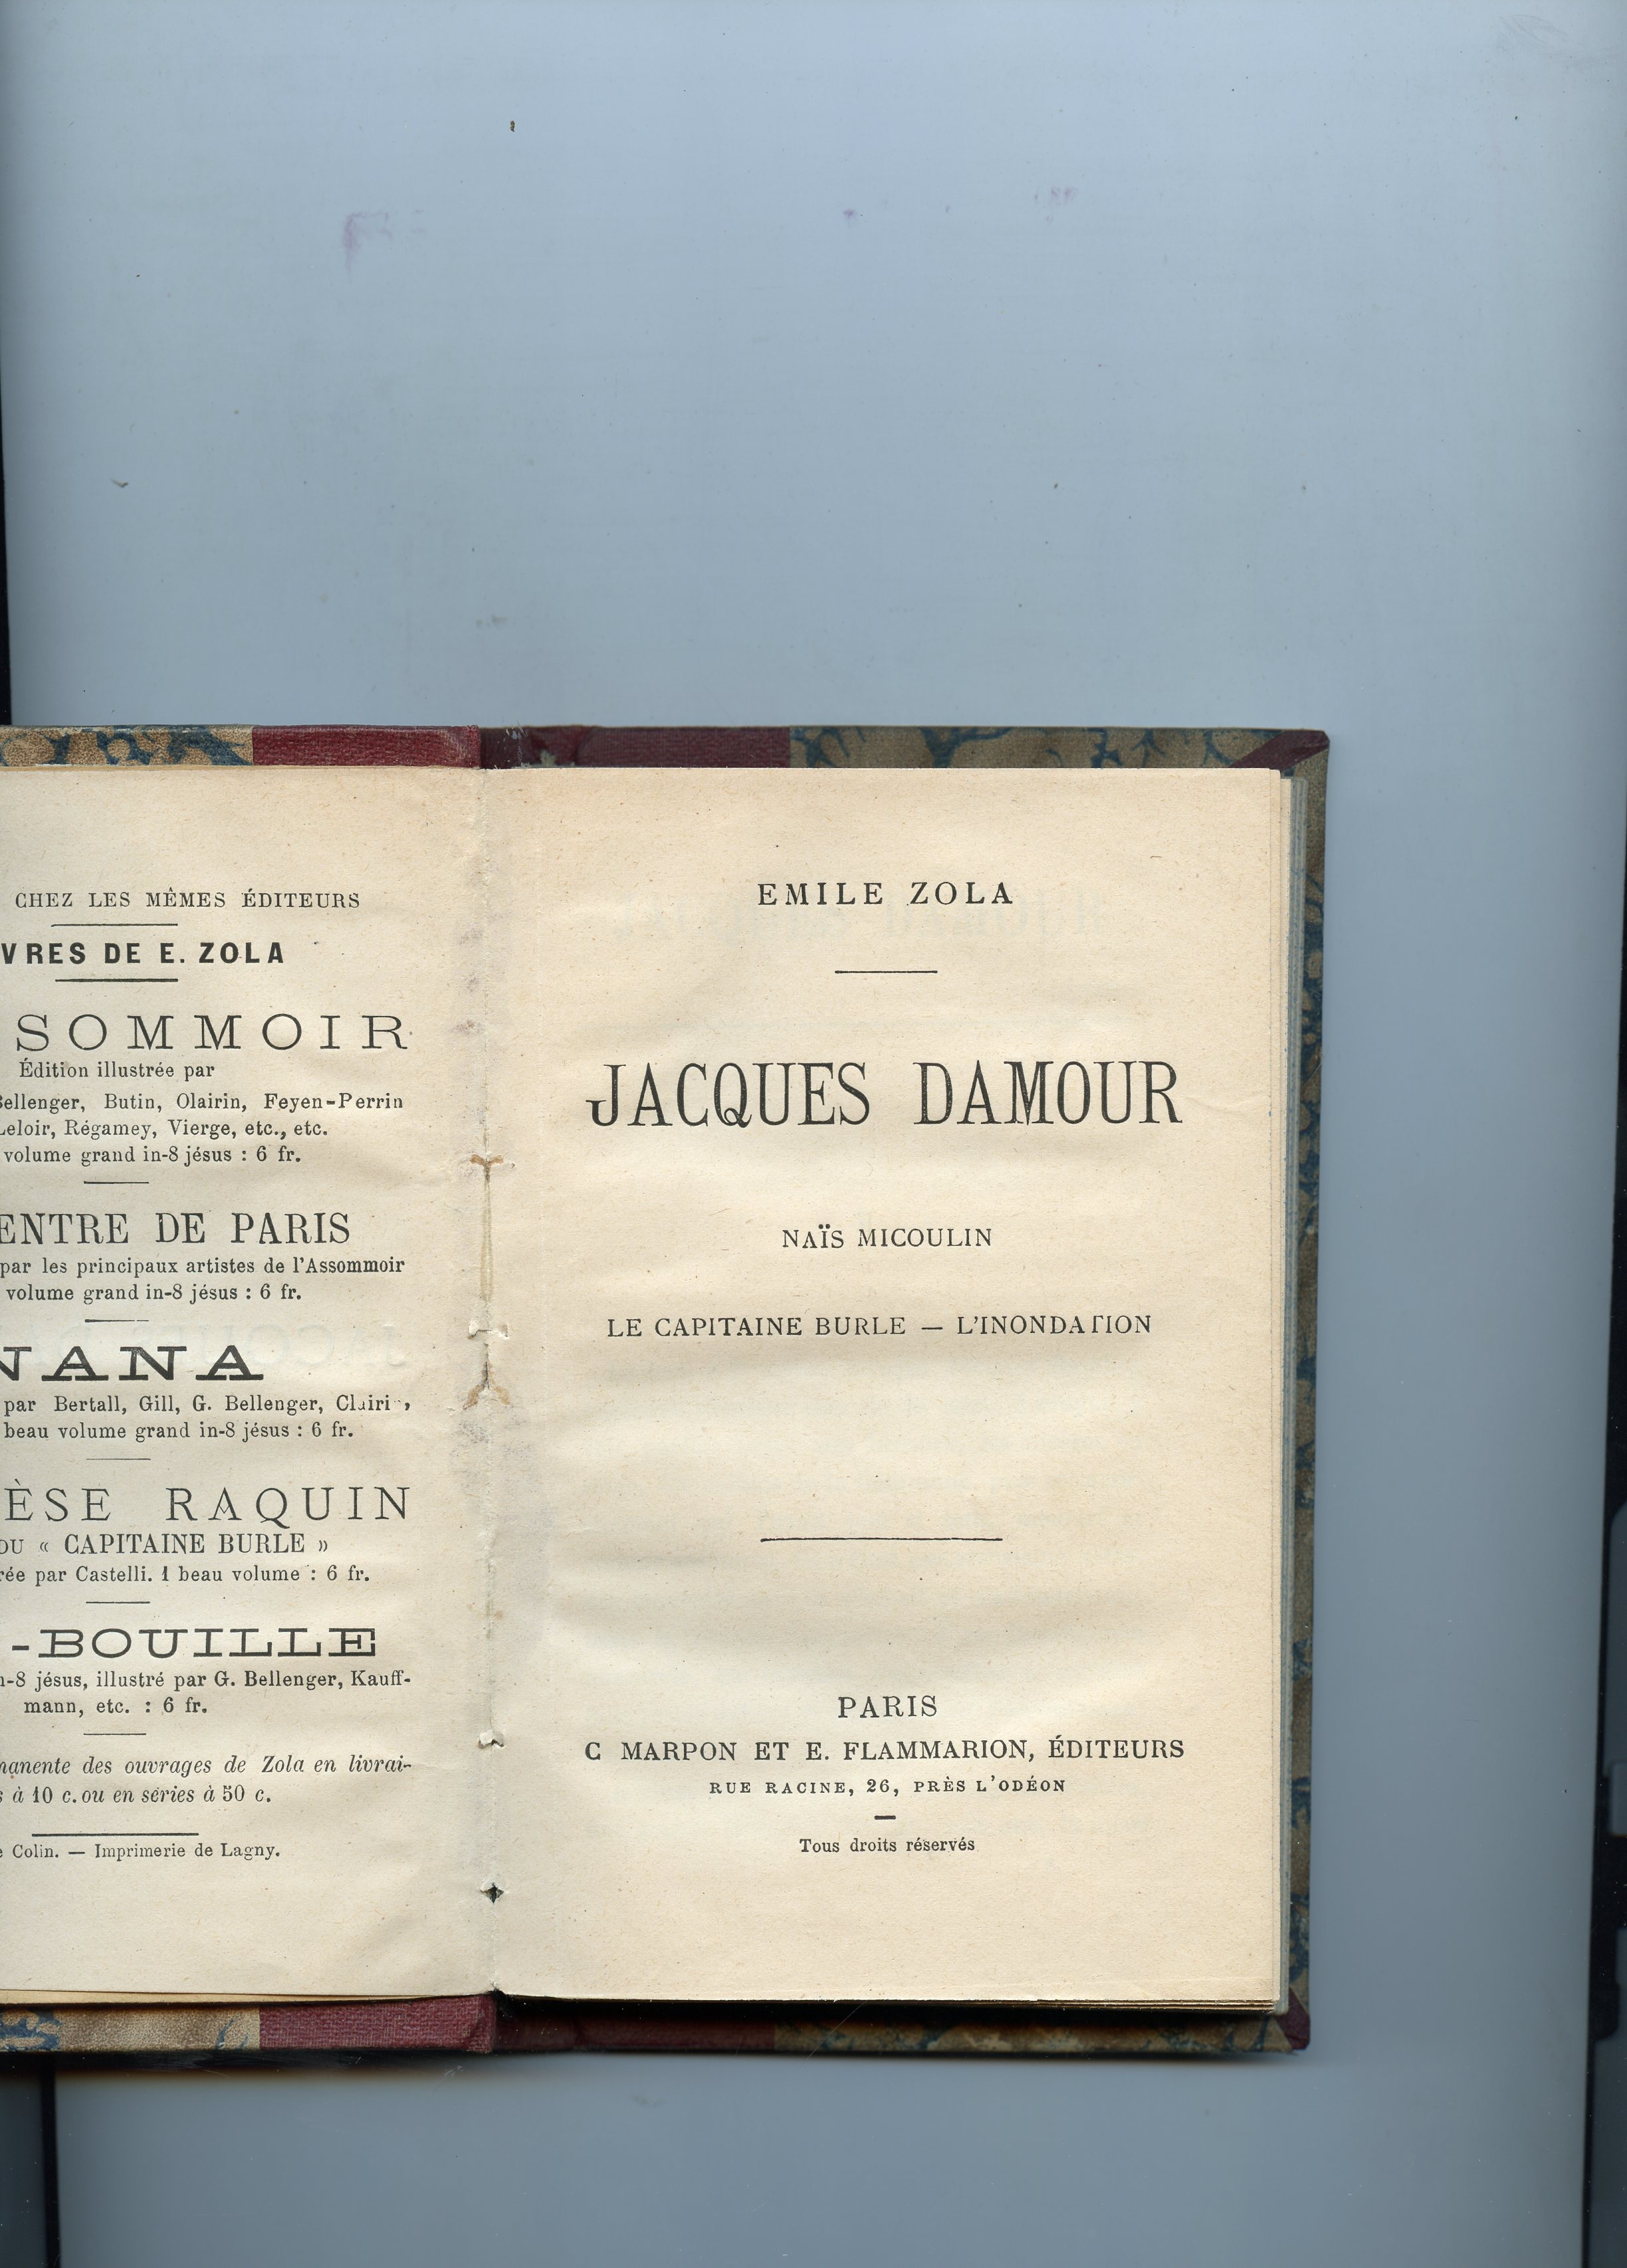 CHEZ LES MÊMES ÉDITEURS
VRES DE E. ZOLA
SOMMOIR
Édition illustrée par
Bellenger, Butin, Olairin, Feyen-Perrin
Leloir, Régamey, Vierge, etc., etc.
volume grand in-8 jésus : 6 fr.
ENTRE DE PARIS
par les principaux artistes de l'Assommoir
volume grand in-8 jésus : 6 fr.
NANA
par Bertall, Gill, G. Bellenger,
beau volume grand in-8 jésus : 6 fr.
ÈSE RAQUIN
DU « CAPITAINE BURLE »
rée par Castelli. 1 beau volume : 6 fr.
-BOUILLE
n-8 jésus, illustré par G. Bellenger, Kauff-
mann, etc. : 6 fr.
manente des ouvrages de Zola en livrai-
s à 10 c. ou en séries à 50 c.
e Colin. — Imprimerie de Lagny.
EMILE ZOLA
JACQUES DAMOUR
NAÏS MICOULIN
LE CAPITAINE BURLE — L'INONDATION
PARIS
C MARPON ET E. FLAMMARION, ÉDITEURS
RUE RACINE, 26, PRÈS L'ODÉON
Tous droits réservés